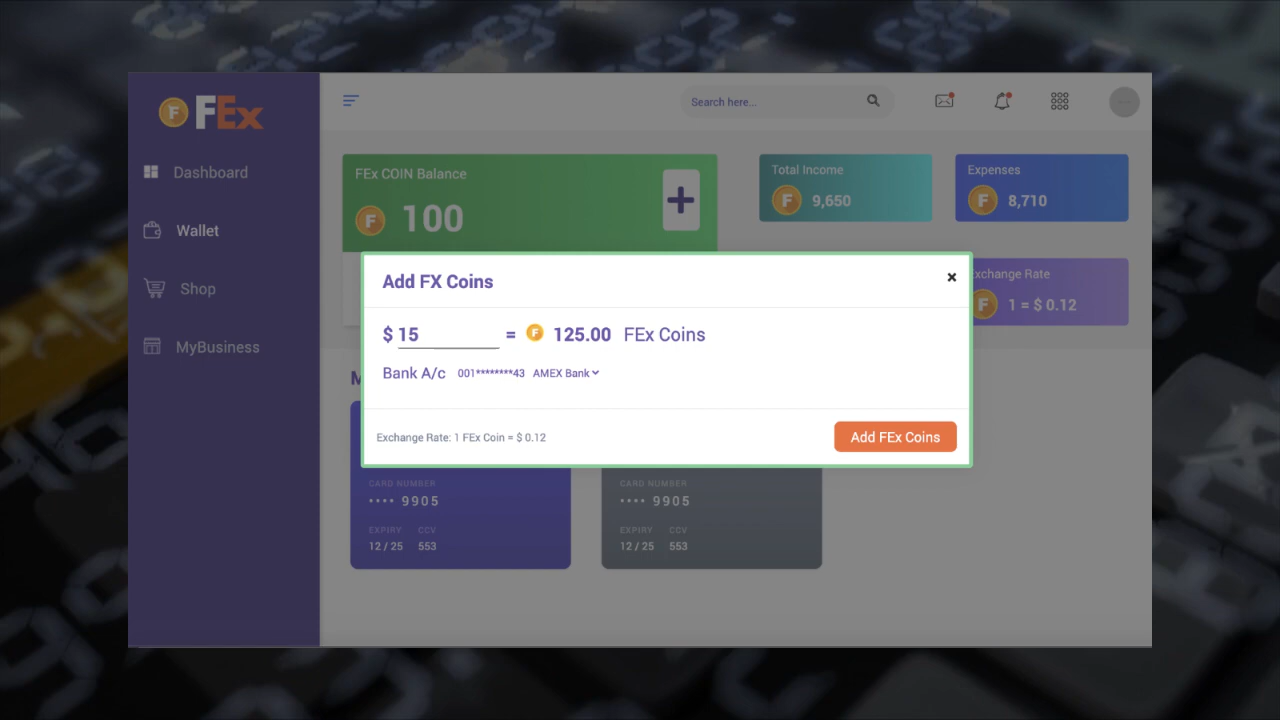 FEx
Search here...
Dashboard
Wallet
Shop
MyBusiness
FEx COIN Balance
F 100
+
Total Income
F 9,650
Expenses
F 8,710
xchange Rate
F 1 = $ 0.12
Add FX Coins
×
$ 15 = F 125.00 FEx Coins
Bank A/c 001********43 AMEX Bank
Exchange Rate: 1 FEx Coin = $ 0.12
Add FEx Coins
M
CARD NUMBER
•••• 9905
EXPIRY CCV
12 / 25 553
CARD NUMBER
•••• 9905
EXPIRY CCV
12 / 25 553